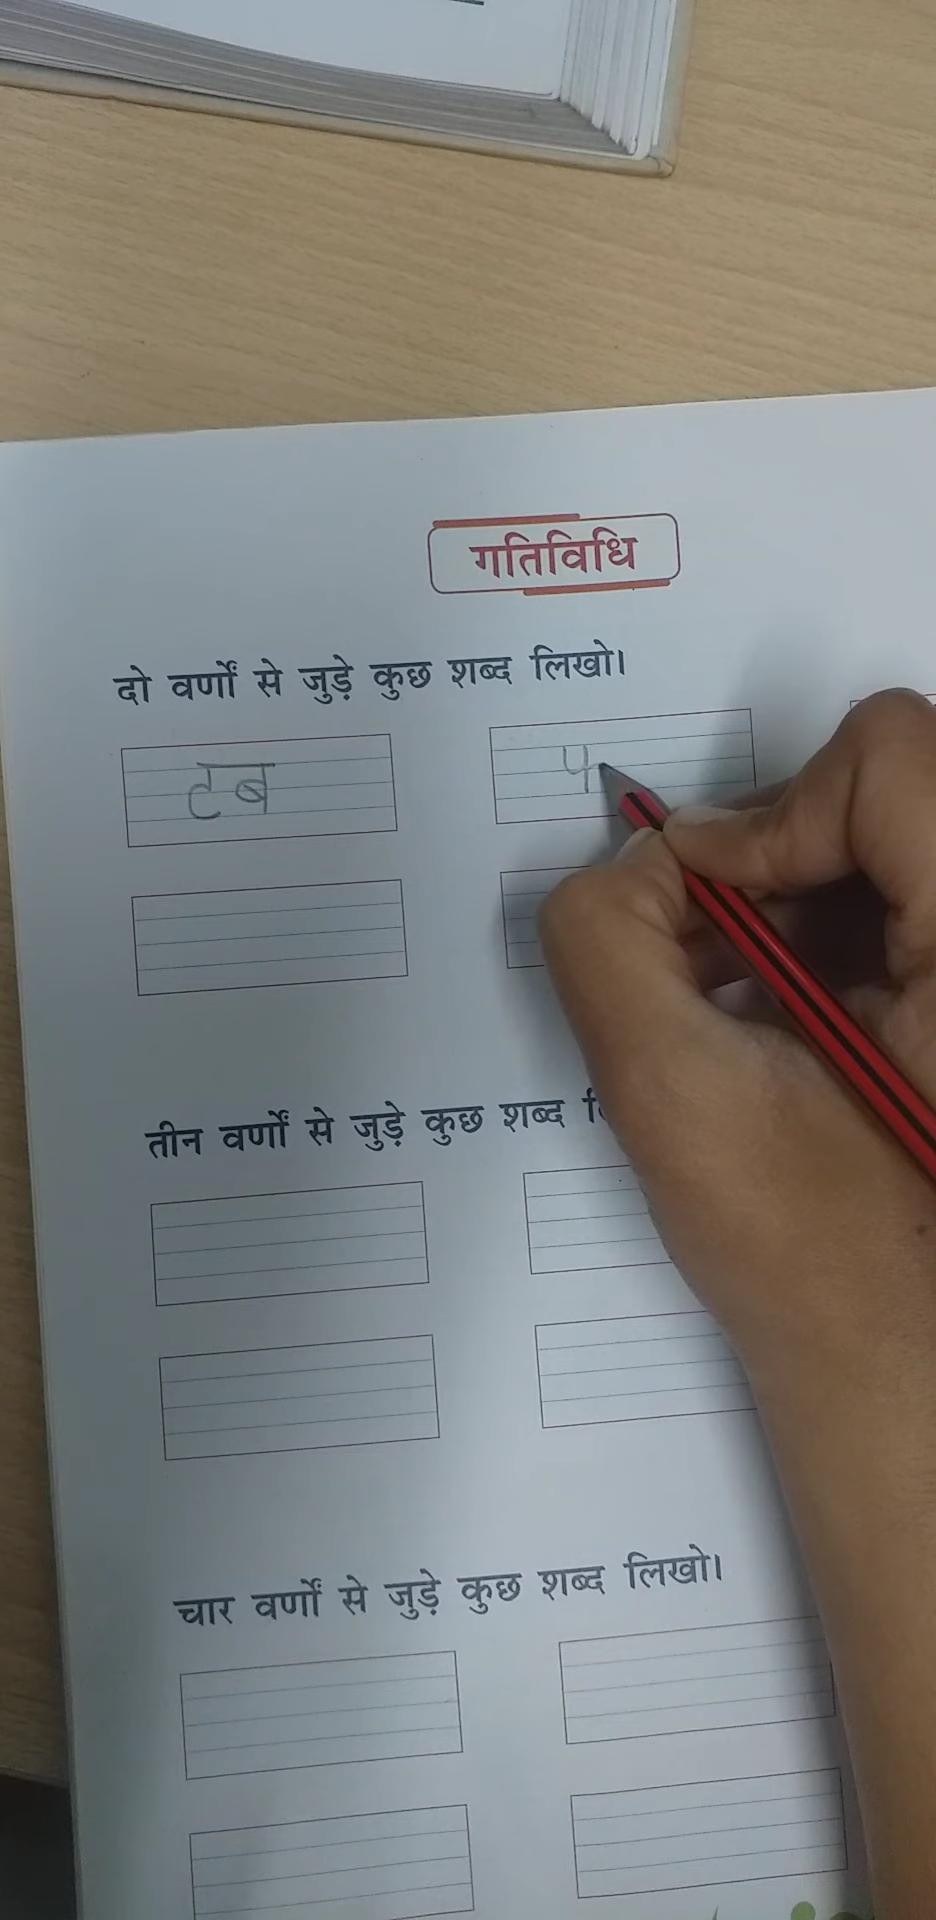 गतिविधि
दो वर्णों से जुड़े कुछ शब्द लिखो।
टब प
तीन वर्णों से जुड़े कुछ शब्द
चार वर्णों से जुड़े कुछ शब्द लिखो।